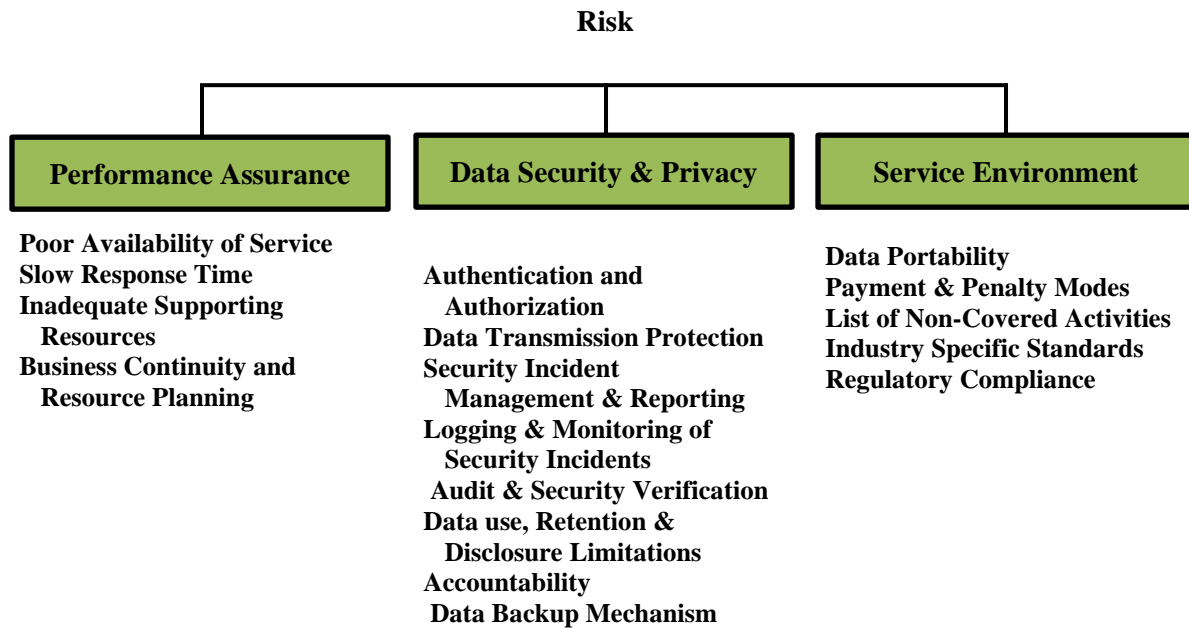 Risk
Performance Assurance
Poor Availability of Service
Slow Response Time
Inadequate Supporting
Resources
Business Continuity and
Resource Planning
Data Security & Privacy
Authentication and
Authorization
Data Transmission Protection
Security Incident
Management & Reporting
Logging & Monitoring of
Security Incidents
Audit & Security Verification
Data use, Retention &
Disclosure Limitations
Accountability
Data Backup Mechanism
Service Environment
Data Portability
Payment & Penalty Modes
List of Non-Covered Activities
Industry Specific Standards
Regulatory Compliance